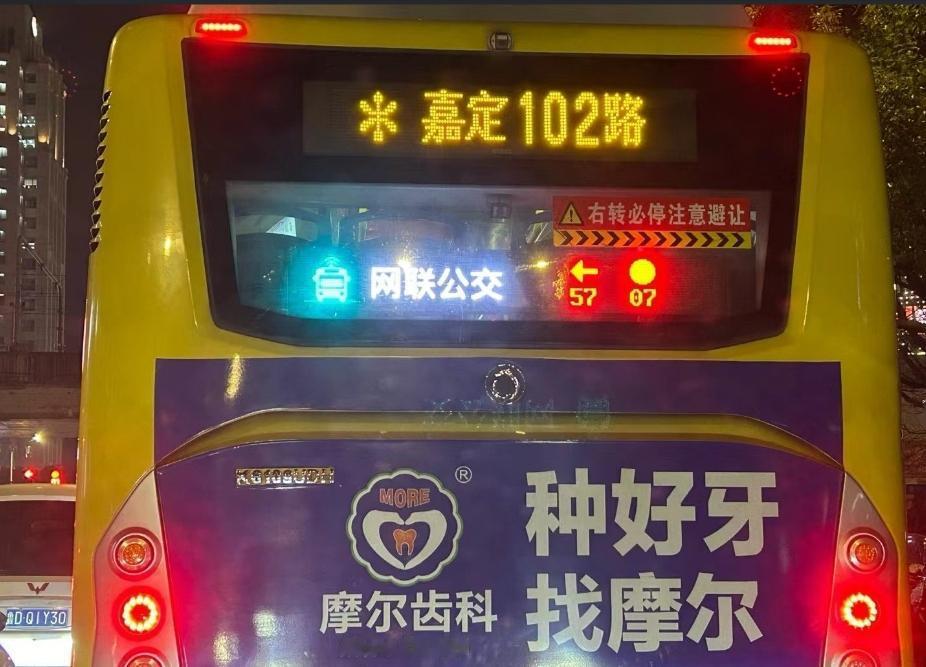 嘉定102路
右转必停注意避让
网联公交
57 07
MORE
®
摩尔齿科
种好牙
找摩尔